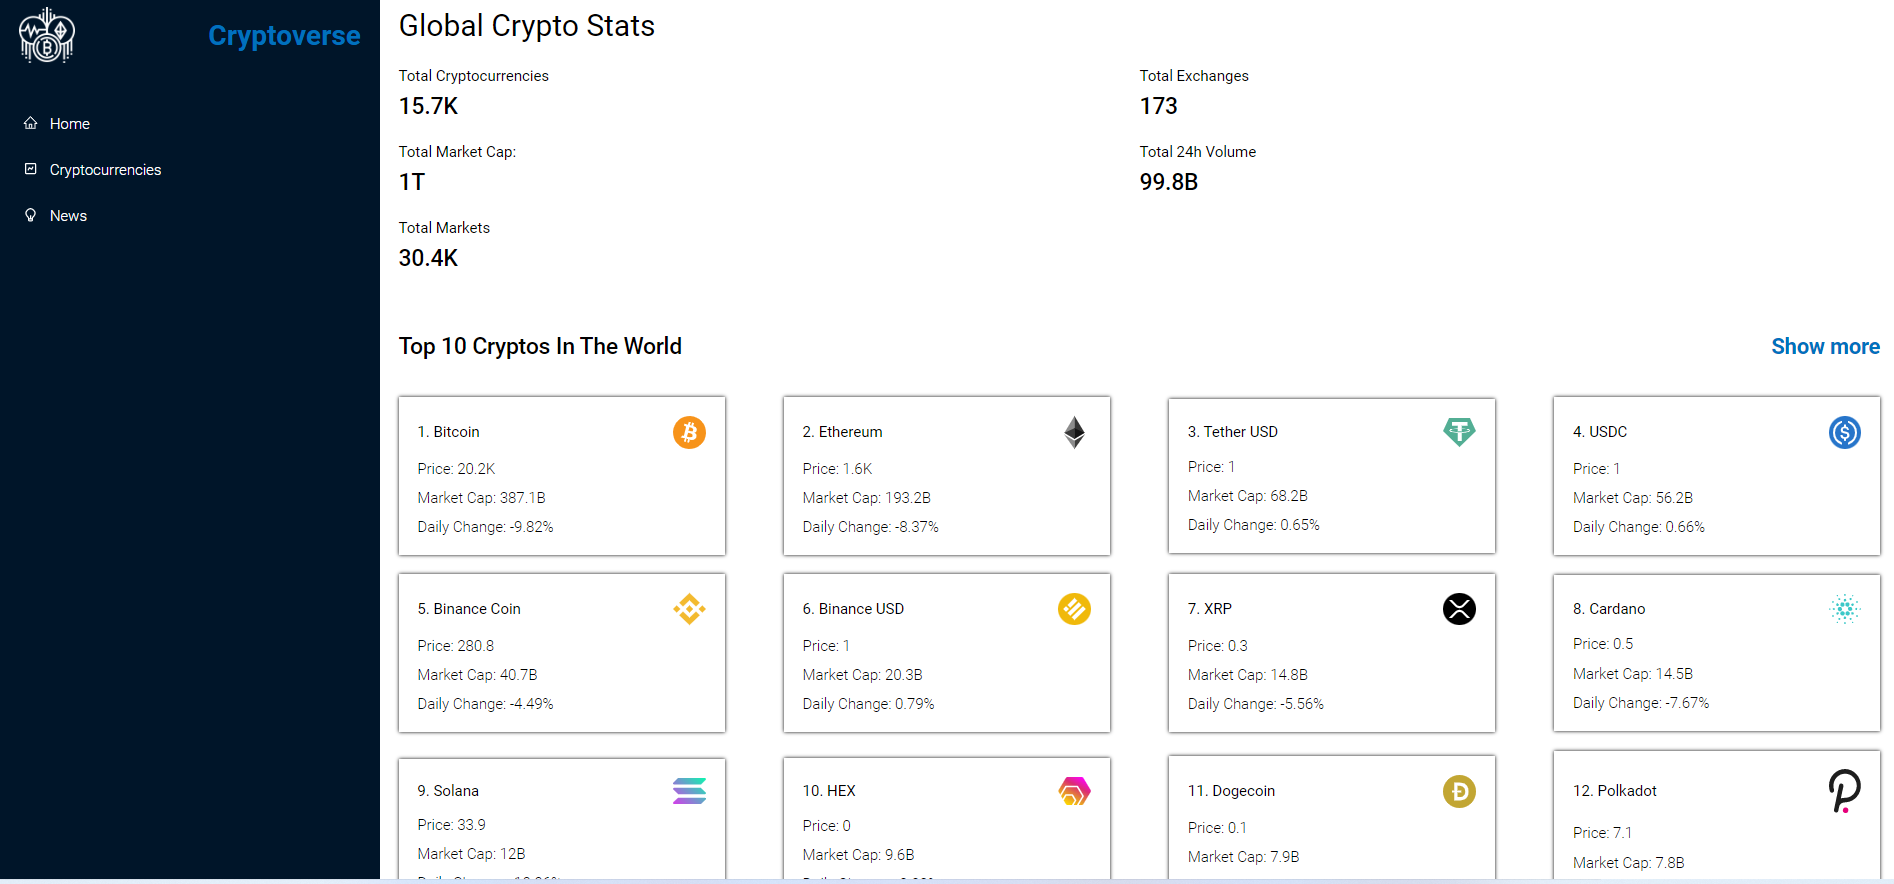 Cryptoverse
Home
Cryptocurrencies
News
Global Crypto Stats
Total Cryptocurrencies
15.7K
Total Exchanges
173
Total Market Cap:
1T
Total 24h Volume
99.8B
Total Markets
30.4K
Top 10 Cryptos In The World
Show more
1. Bitcoin
Price: 20.2K
Market Cap: 387.1B
Daily Change: -9.82%
2. Ethereum
Price: 1.6K
Market Cap: 193.2B
Daily Change: -8.37%
3. Tether USD
Price: 1
Market Cap: 68.2B
Daily Change: 0.65%
4. USDC
Price: 1
Market Cap: 56.2B
Daily Change: 0.66%
5. Binance Coin
Price: 280.8
Market Cap: 40.7B
Daily Change: -4.49%
6. Binance USD
Price: 1
Market Cap: 20.3B
Daily Change: 0.79%
7. XRP
Price: 0.3
Market Cap: 14.8B
Daily Change: -5.56%
8. Cardano
Price: 0.5
Market Cap: 14.5B
Daily Change: -7.67%
9. Solana
Price: 33.9
Market Cap: 12B
10. HEX
Price: 0
Market Cap: 9.6B
11. Dogecoin
Price: 0.1
Market Cap: 7.9B
12. Polkadot
Price: 7.1
Market Cap: 7.8B